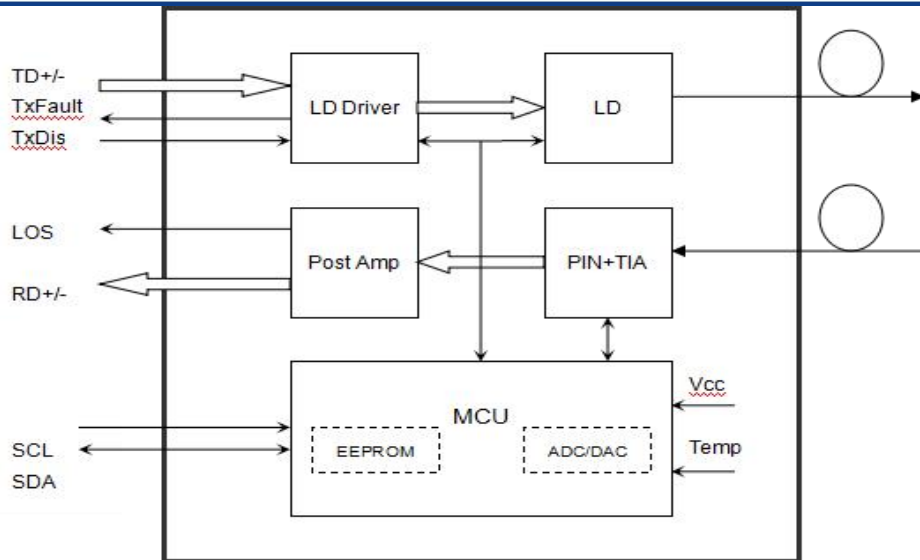 TD+/-
TxFault
TxDis
LD Driver
LD
LOS
RD+/-
Post Amp
PIN+TIA
MCU
EEPROM
ADC/DAC
Vcc
Temp
SCL
SDA